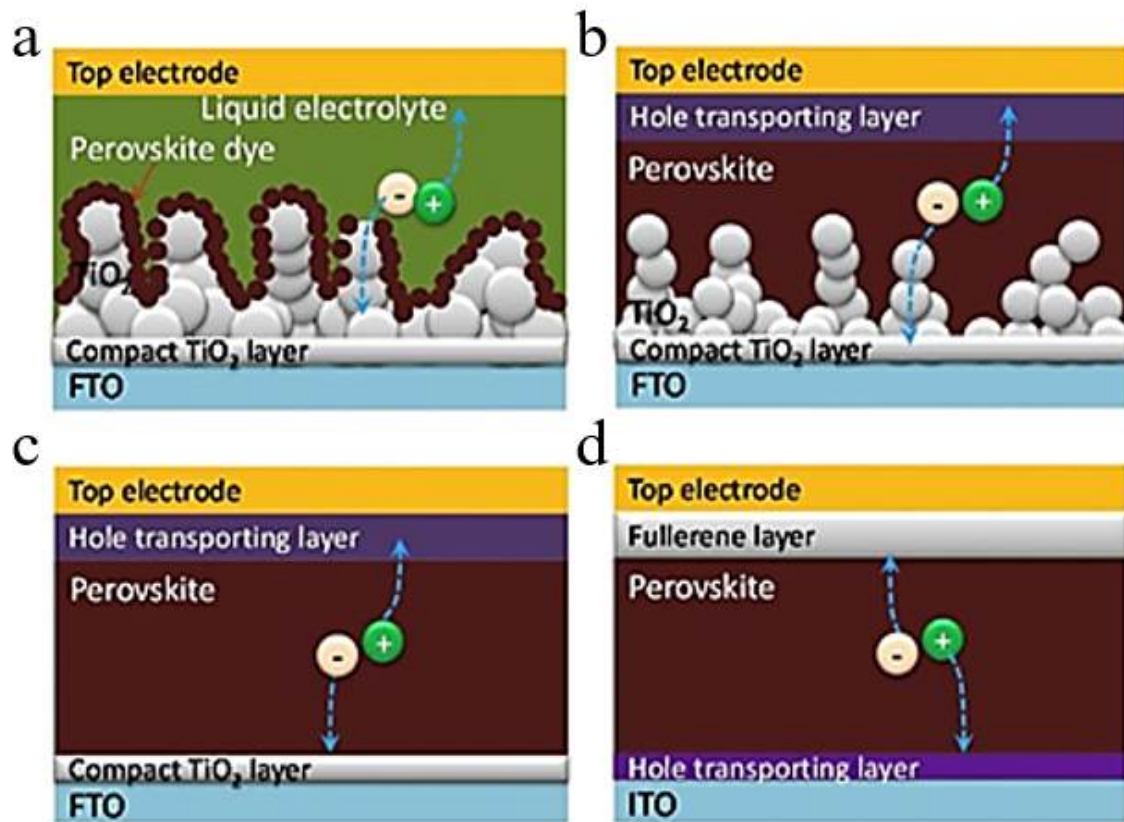 a
Top electrode
Liquid electrolyte
Perovskite dye
-
+
TiO₂
Compact TiO₂ layer
FTO
b
Top electrode
Hole transporting layer
Perovskite
-
+
TiO₂
Compact TiO₂ layer
FTO
c
Top electrode
Hole transporting layer
Perovskite
-
+
Compact TiO₂ layer
FTO
d
Top electrode
Fullerene layer
Perovskite
-
+
Hole transporting layer
ITO